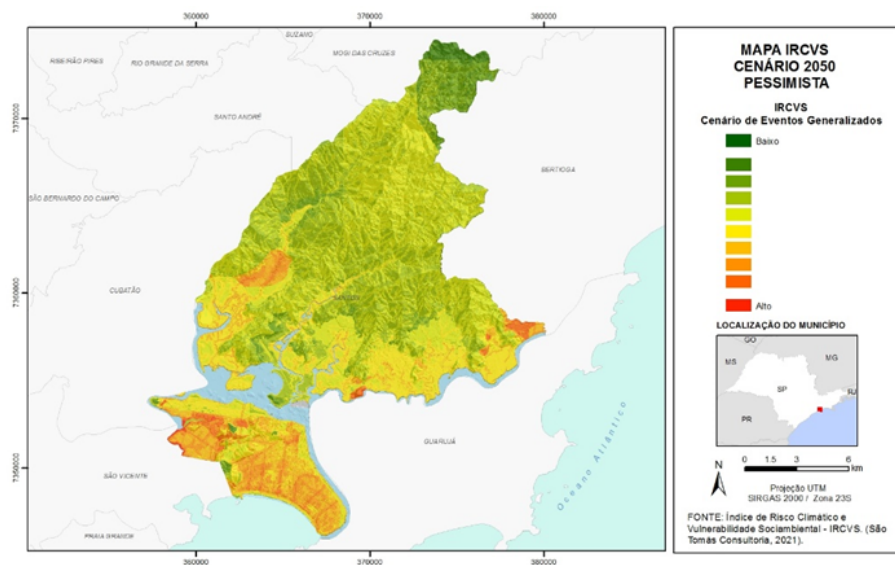 360000
370000
380000
SUZANO
MOGI DAS CRUZES
RIBEIRÃO PIRES
RIO GRANDE DA SERRA
7370000
SANTO ANDRÉ
BERTIOGA
SÃO BERNARDO DO CAMPO
CUBATÃO
SANTOS
GUARUJÁ
Oceano Atlântico
SÃO VICENTE
PRAIA GRANDE
360000
370000
380000
MAPA IRCVS
CENÁRIO 2050
PESSIMISTA
IRCVS
Cenário de Eventos Generalizados
Baixo
Alto
LOCALIZAÇÃO DO MUNICÍPIO
GO
MS
MG
SP
RJ
PR
N
0 1.5 3 6
km
Projeção UTM
SIRGAS 2000 / Zona 23S
FONTE: Índice de Risco Climático e
Vulnerabilidade Sociambiental - IRCVS. (São
Tomás Consultoria, 2021).